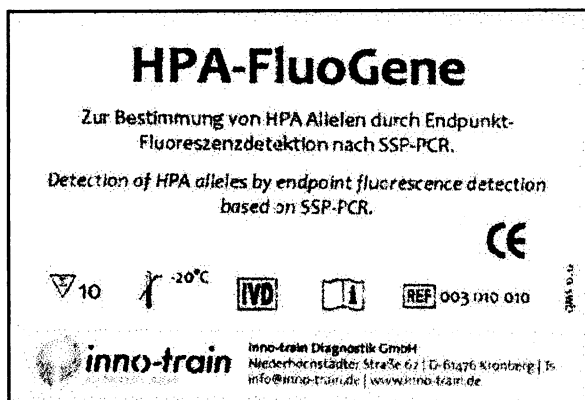 HPA-FluoGene
Zur Bestimmung von HPA Allelen durch Endpunkt-
Fluoreszenzdetektion nach SSP-PCR.
Detection of HPA alleles by endpoint fluorescence detection
based on SSP-PCR.
CE
Σ 10 -20°C IVD i REF 003 010 010
inno-train Inno-train Diagnostik GmbH
Niederhöchstädter Straße 62 | D-61476 Kronberg | Ts
info@inno-train.de | www.inno-train.de